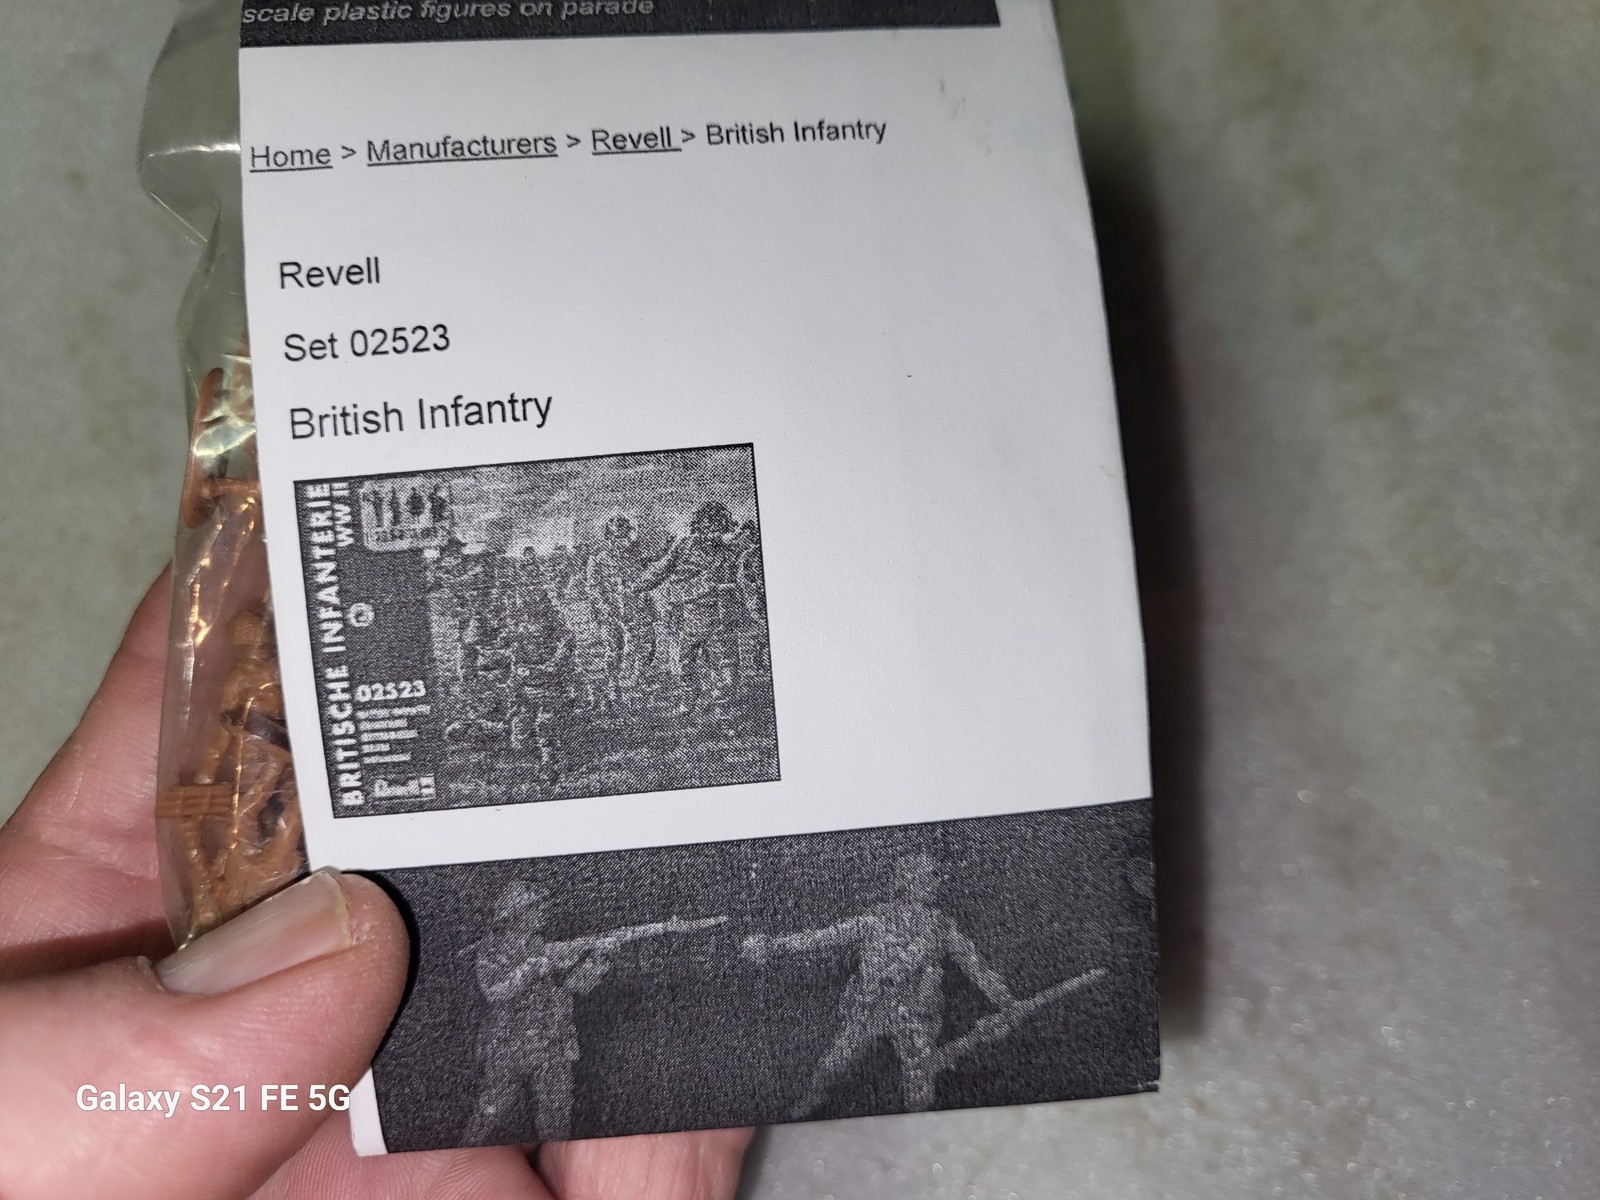 scale plastic figures on parade
Home > Manufacturers > Revell > British Infantry
Revell
Set 02523
British Infantry
BRITISCHE INFANTERIE
WW II
02523
Galaxy S21 FE 5G